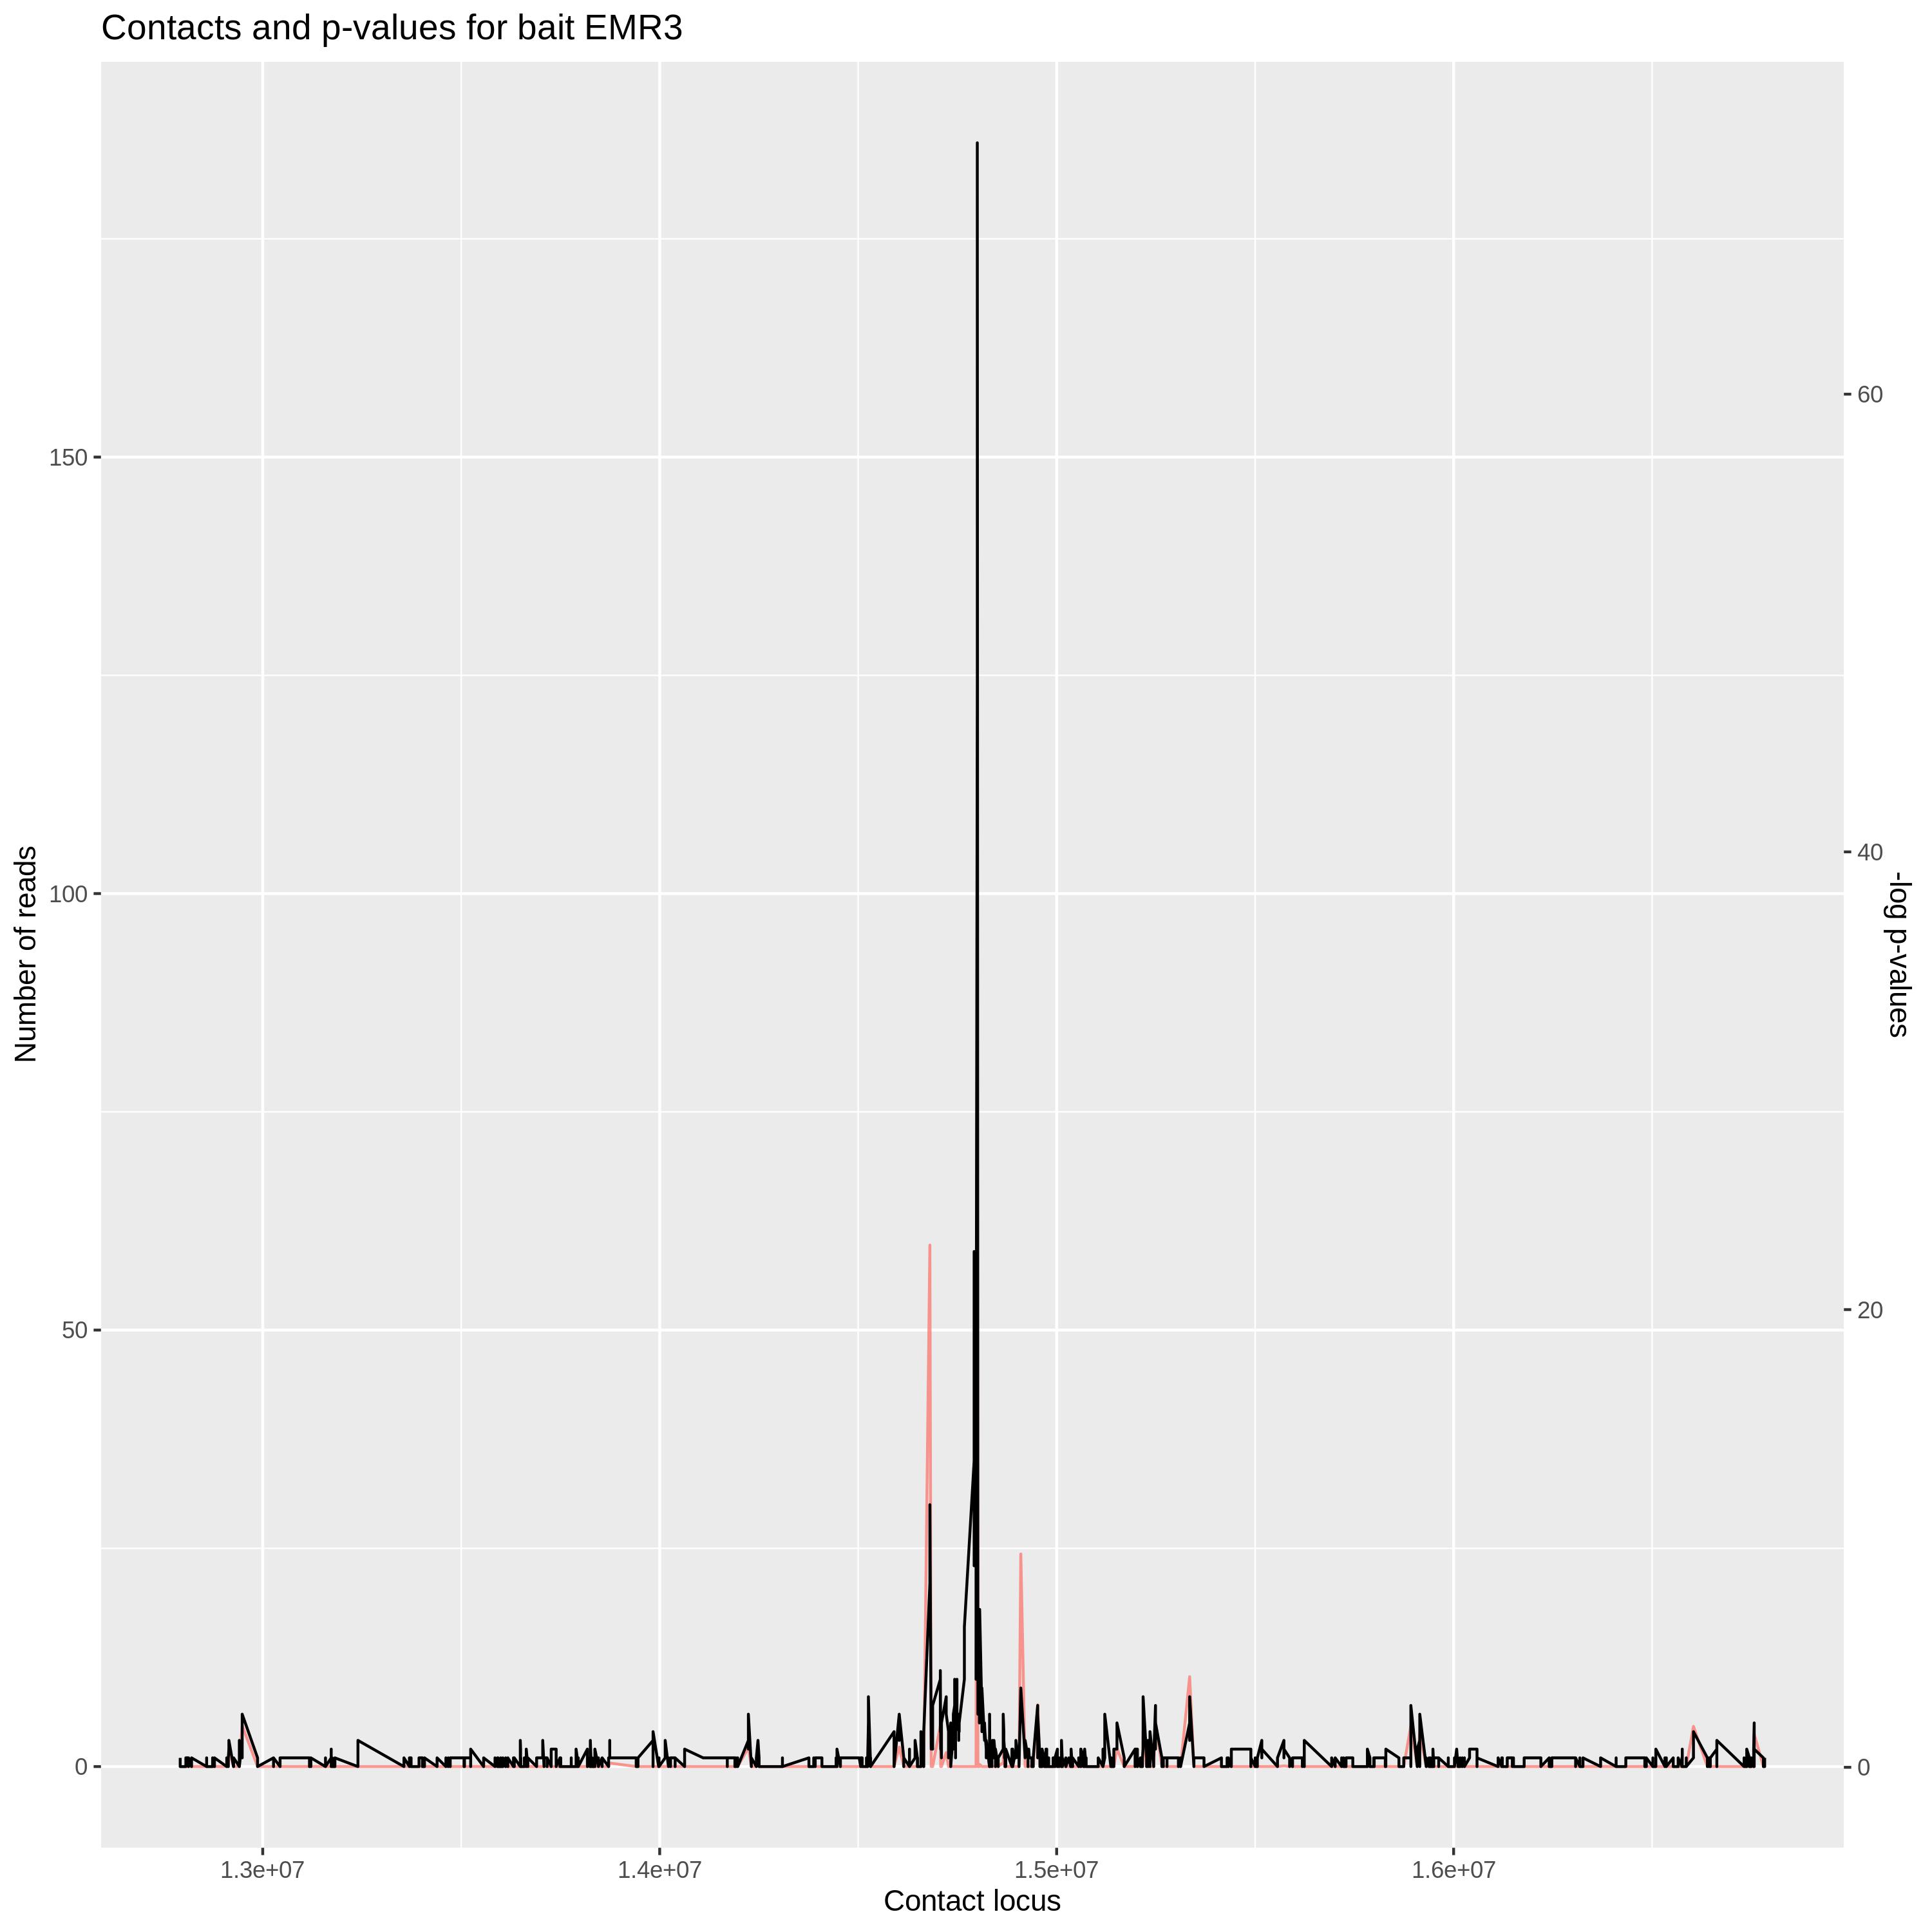 Contacts and p-values for bait EMR3
Number of reads
150
100
50
0
60
40
20
0
-log p-values
1.3e+07 1.4e+07 1.5e+07 1.6e+07
Contact locus